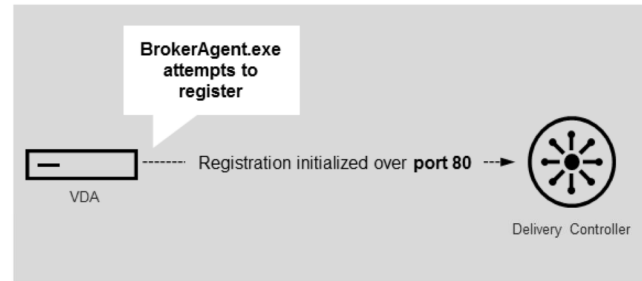 BrokerAgent.exe
attempts to
register
Registration initialized over port 80
VDA
Delivery Controller